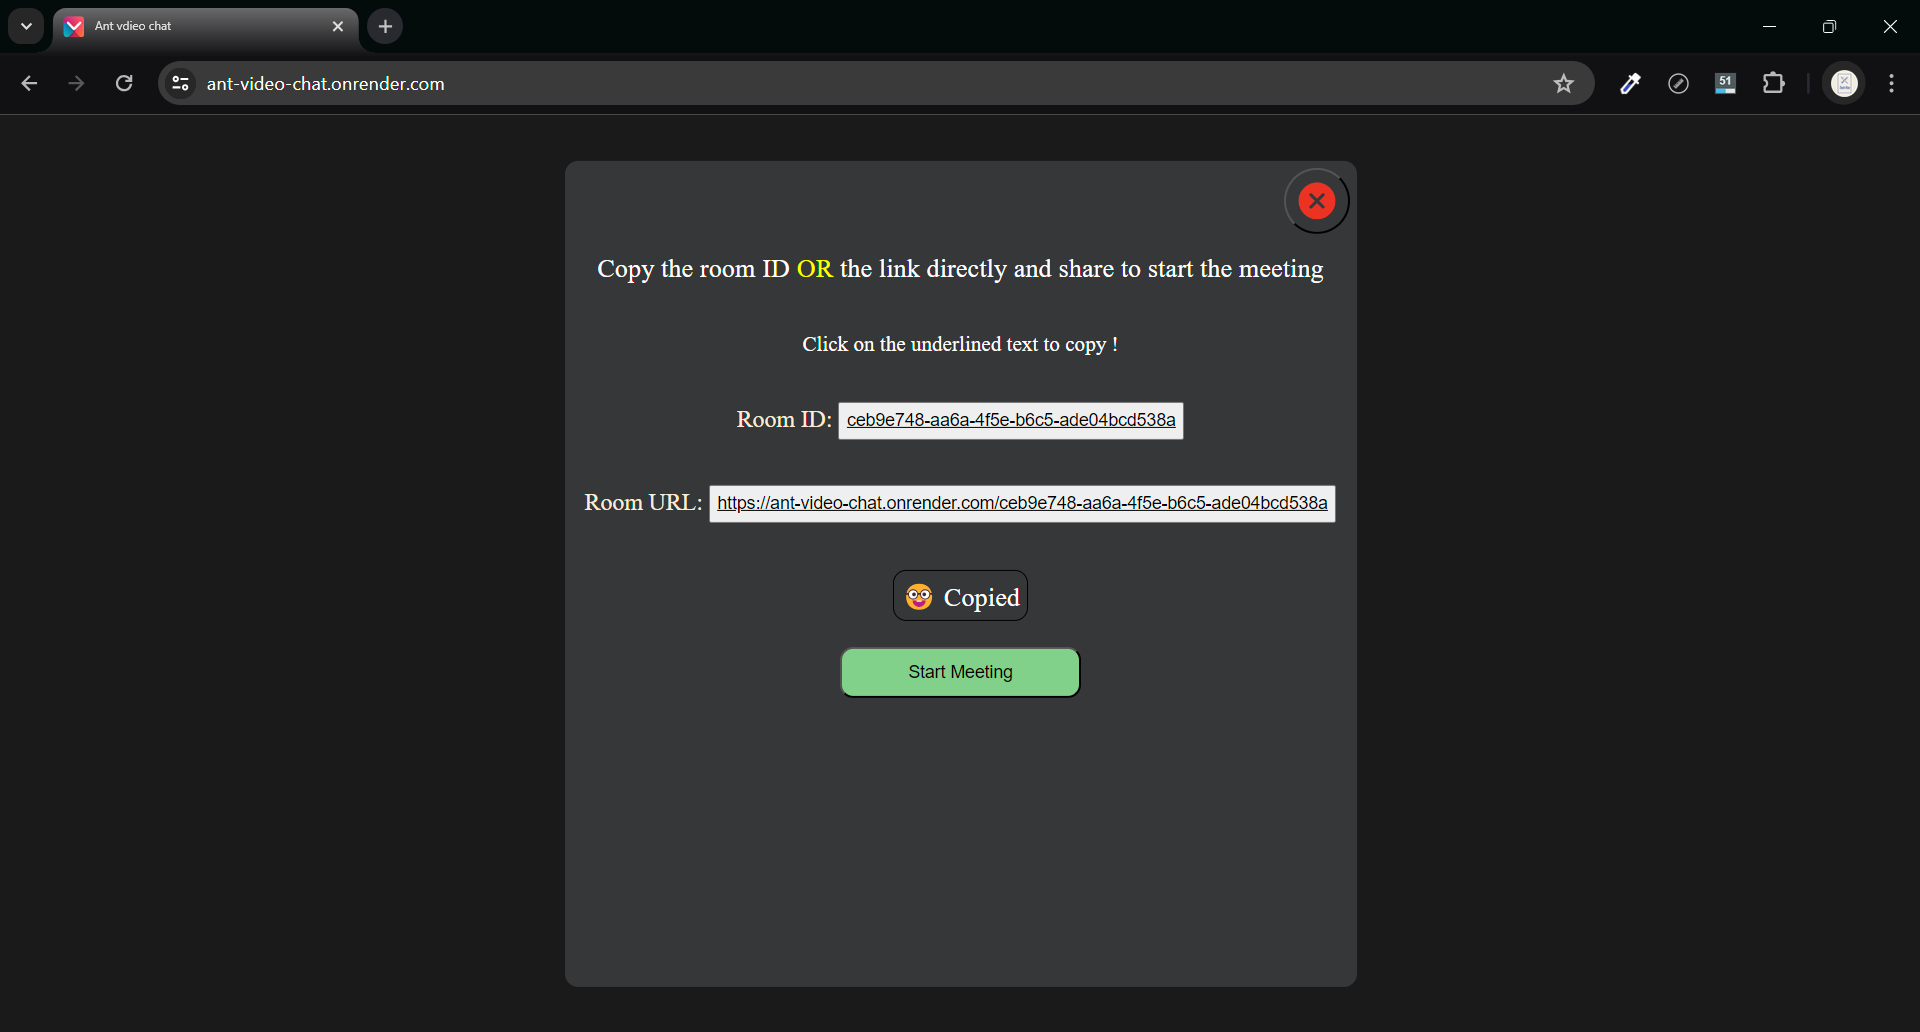 Ant vdieo chat
ant-video-chat.onrender.com
51
Copy the room ID OR the link directly and share to start the meeting
Click on the underlined text to copy !
Room ID: ceb9e748-aa6a-4f5e-b6c5-ade04bcd538a
Room URL: https://ant-video-chat.onrender.com/ceb9e748-aa6a-4f5e-b6c5-ade04bcd538a
🤓 Copied
Start Meeting